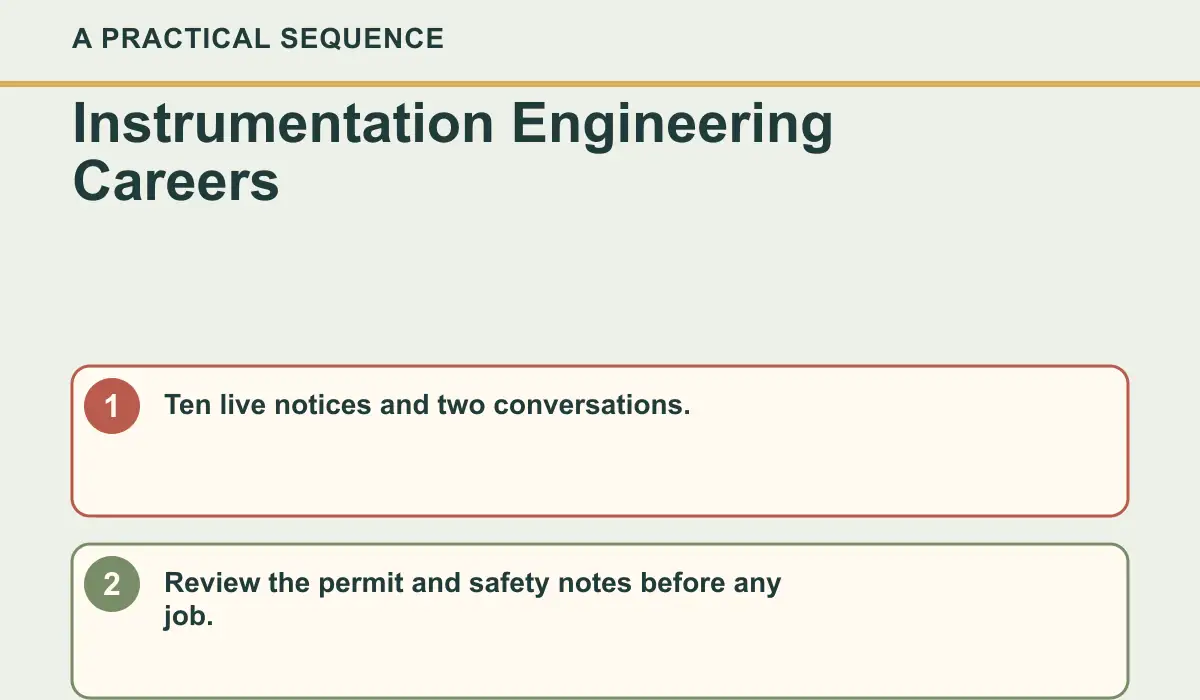 A PRACTICAL SEQUENCE
Instrumentation Engineering
Careers
1
Ten live notices and two conversations.
2
Review the permit and safety notes before any
job.